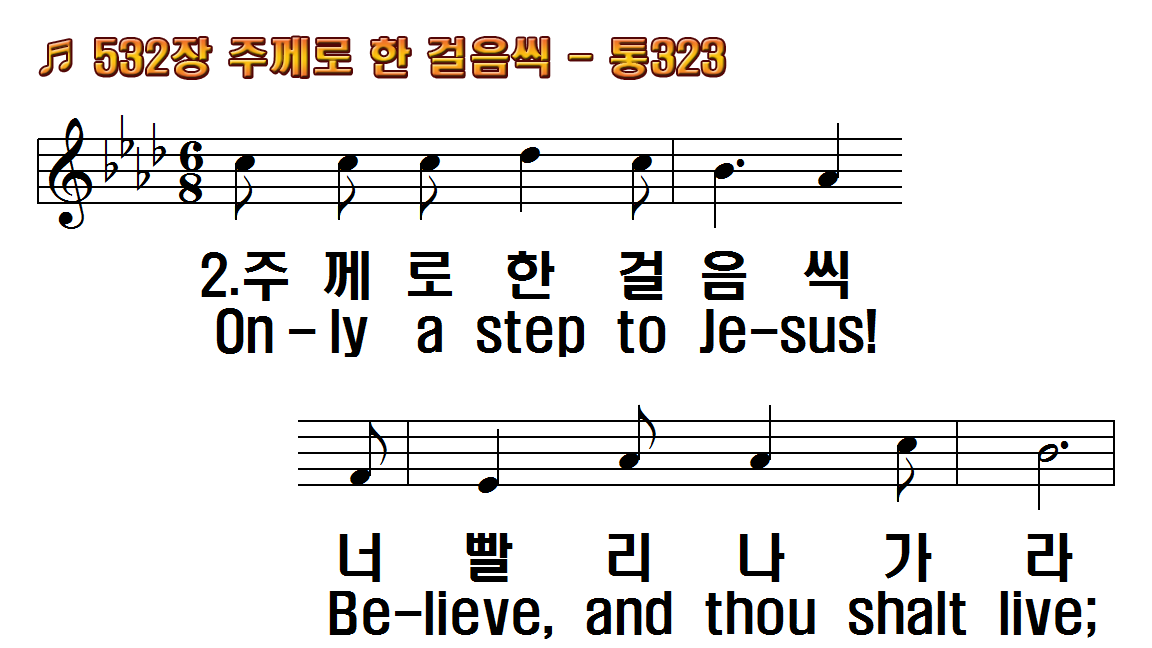 ♬ 532장 주께로 한 걸음씩 - 통323
6
8
2.주 께 로 한 걸 음 씩
On-ly a step to Je-sus!
너 빨 리 나 가 라
Be-lieve, and thou shalt live;